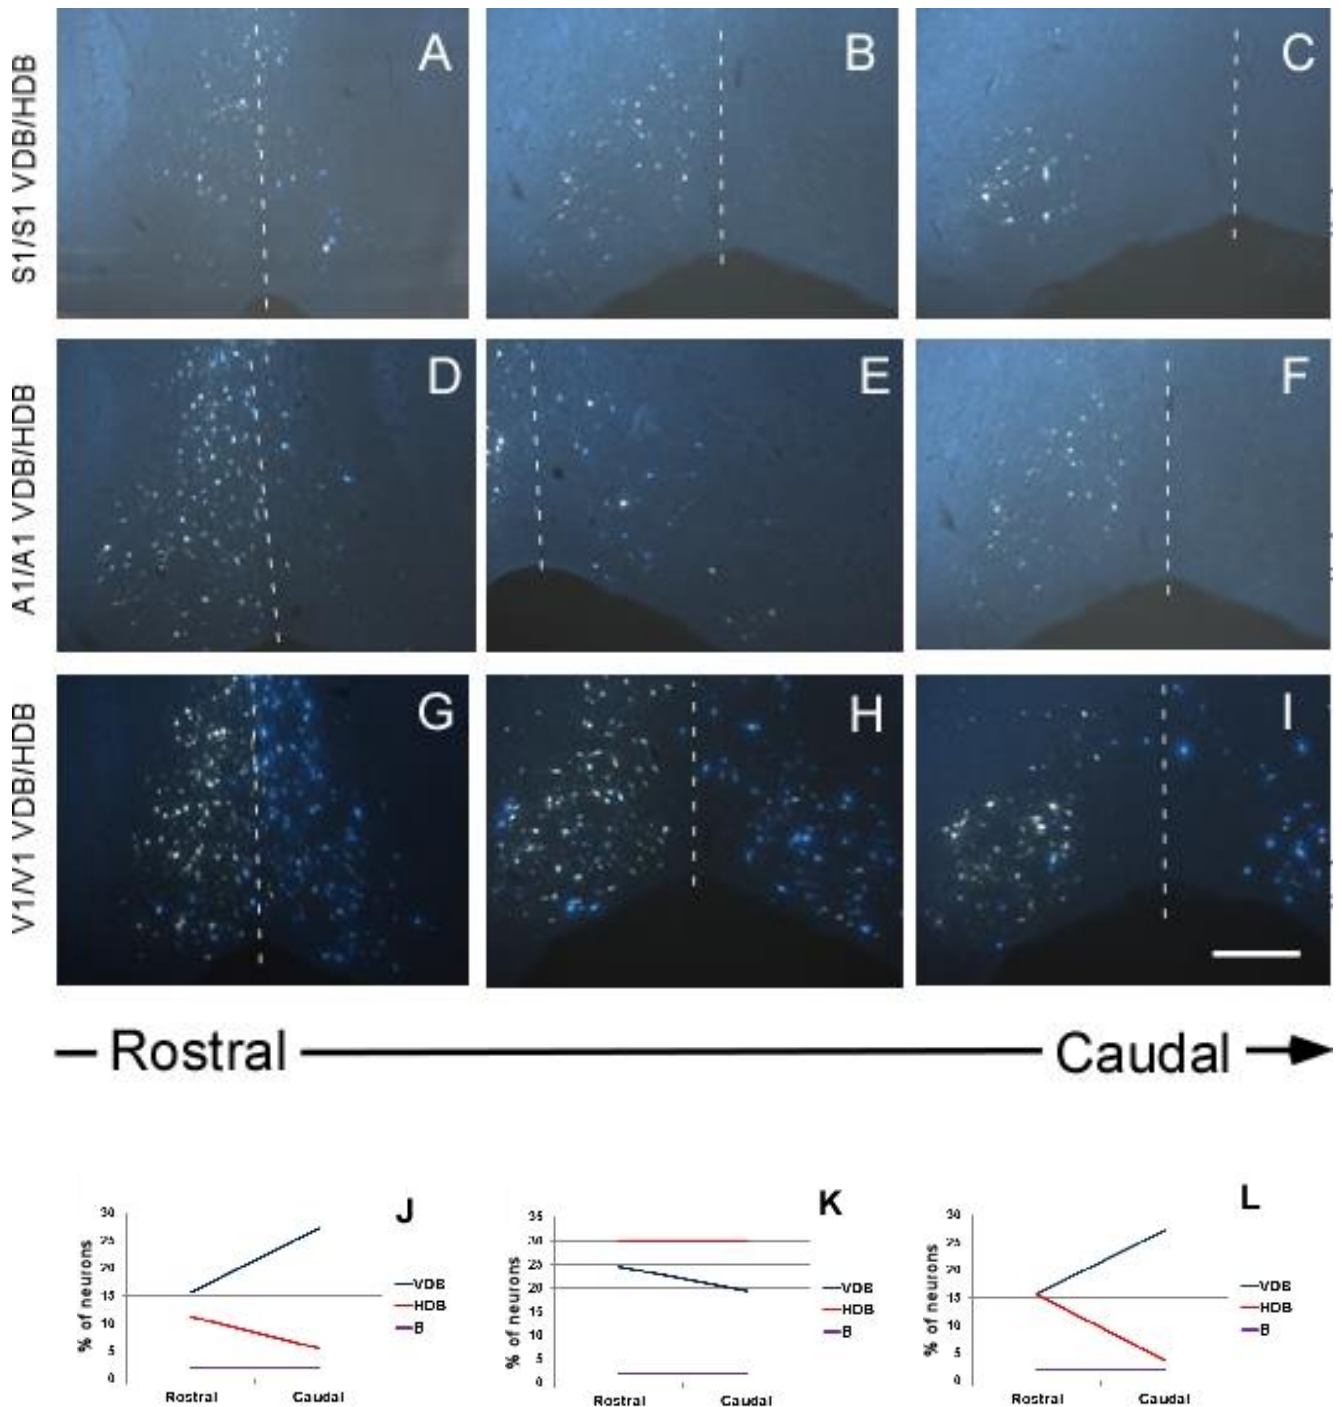 S1/S1 VDB/HDB
A
B
C
A1/A1 VDB/HDB
D
E
F
V1/V1 VDB/HDB
G
H
I
Rostral
Caudal
J
% of neurons
30
25
20
15
10
5
0
Rostral
Caudal
VDB
HDB
B
K
% of neurons
35
30
25
20
15
10
5
0
Rostral
Caudal
VDB
HDB
B
L
% of neurons
30
25
20
15
10
5
0
Rostral
Caudal
VDB
HDB
B